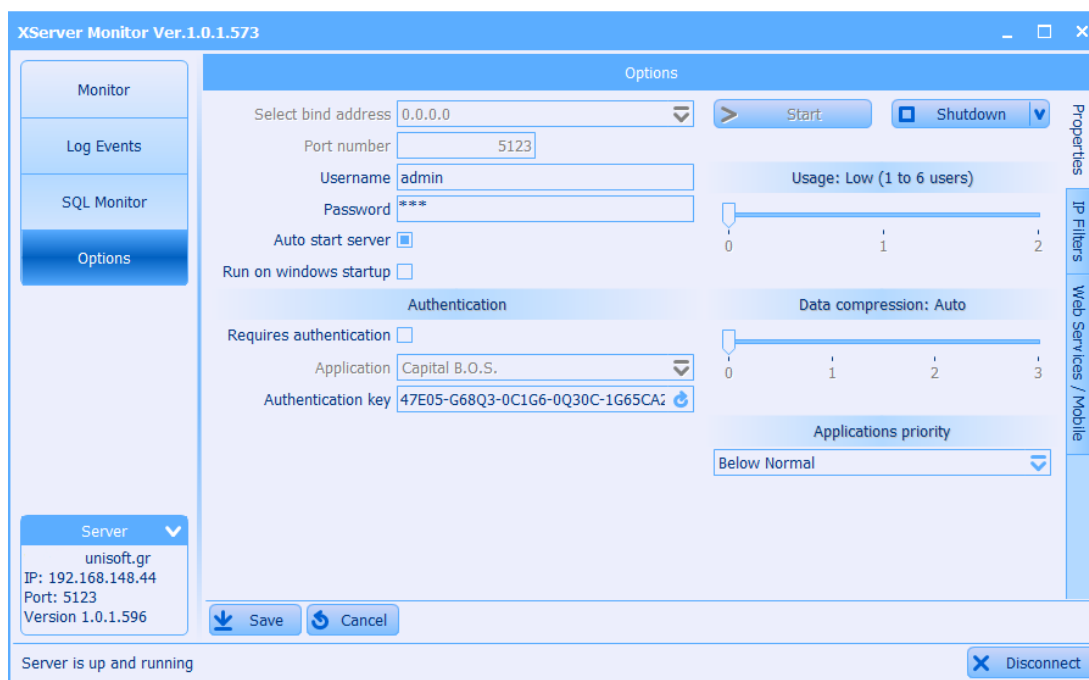 XServer Monitor Ver.1.0.1.573
Monitor
Log Events
SQL Monitor
Options
Server
unisoft.gr
IP: 192.168.148.44
Port: 5123
Version 1.0.1.596
Options
Select bind address 0.0.0.0
Port number 5123
Username admin
Password ***
Auto start server
Run on windows startup
Authentication
Requires authentication
Application Capital B.O.S.
Authentication key 47E05-G68Q3-0C1G6-0Q30C-1G65CA2
Start
Shutdown
Usage: Low (1 to 6 users)
0 1 2
Data compression: Auto
0 1 2 3
Applications priority
Below Normal
Properties
IP Filters
Web Services / Mobile
Save
Cancel
Server is up and running
Disconnect